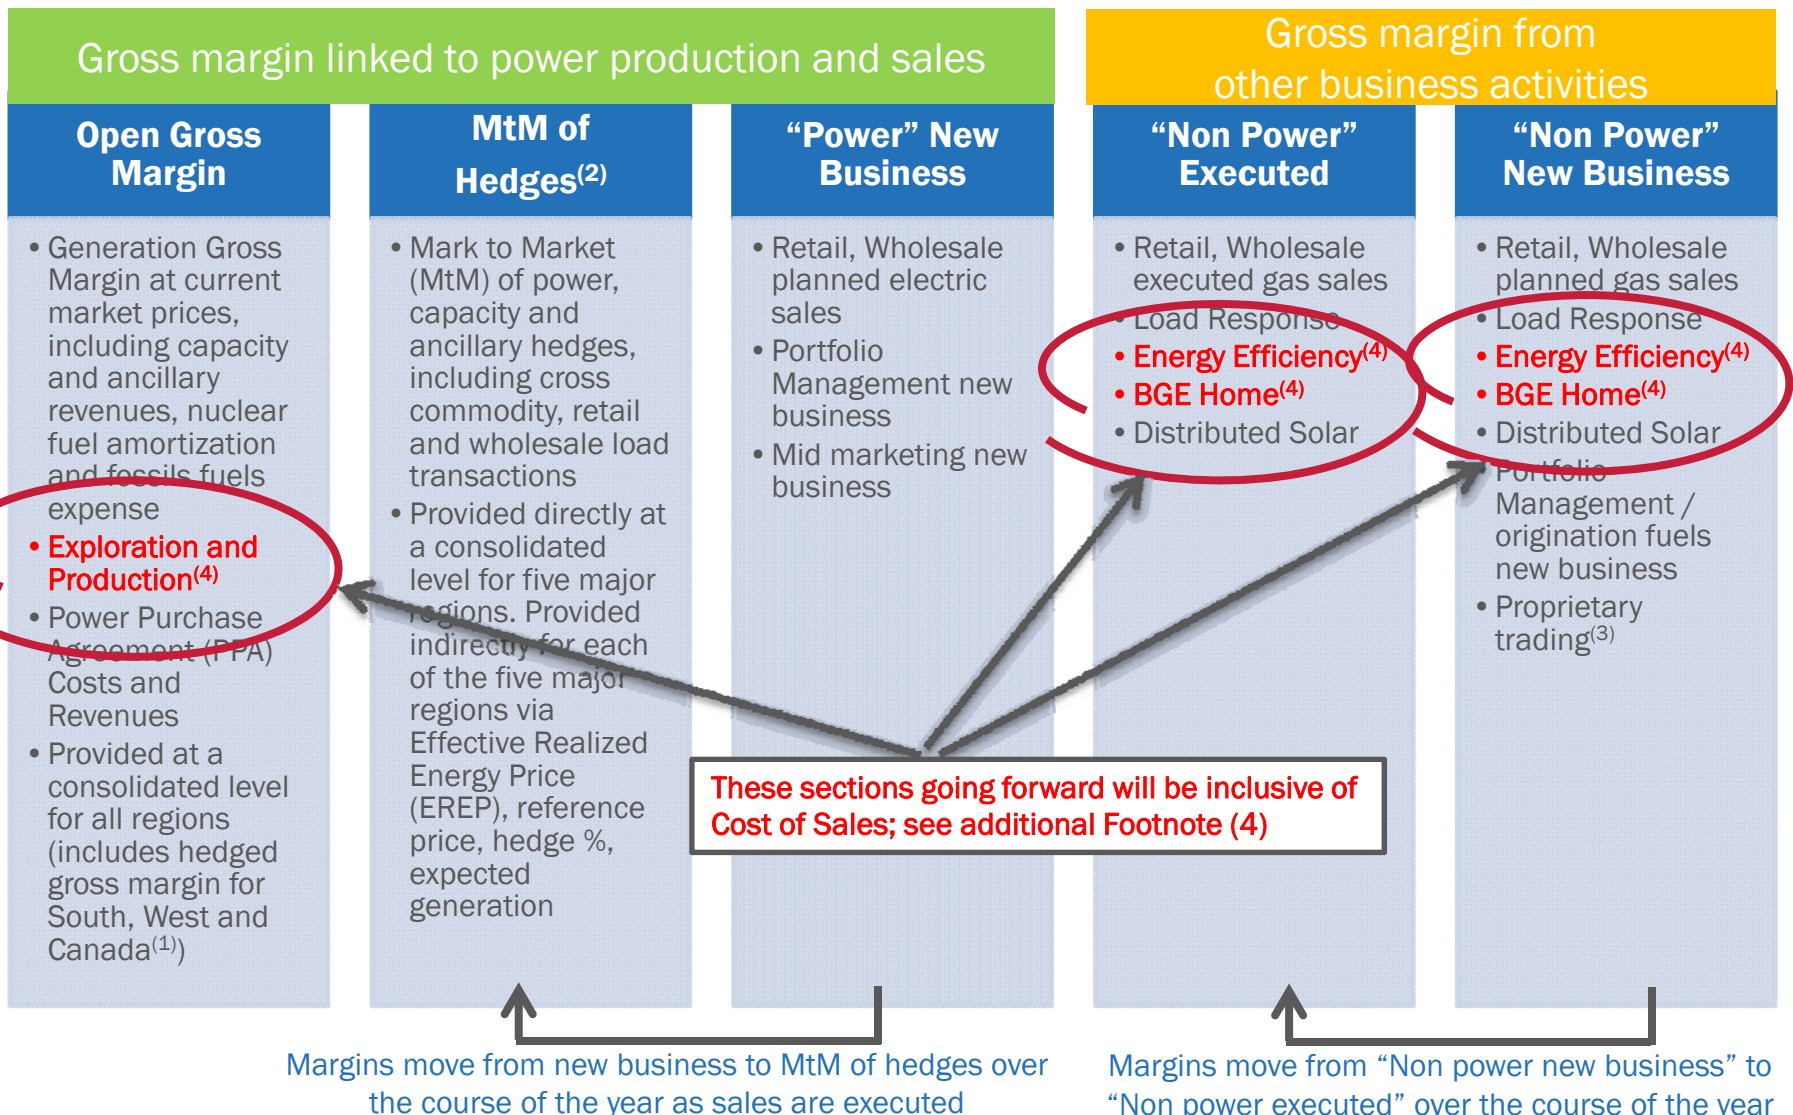 Gross margin linked to power production and sales
Gross margin from
other business activities
Open Gross
Margin
• Generation Gross
Margin at current
market prices,
including capacity
and ancillary
revenues, nuclear
fuel amortization
and fossils fuels
expense
• Exploration and
Production(4)
• Power Purchase
Agreement (PPA)
Costs and
Revenues
• Provided at a
consolidated level
for all regions
(includes hedged
gross margin for
South, West and
Canada(1))
MtM of
Hedges(2)
• Mark to Market
(MtM) of power,
capacity and
ancillary hedges,
including cross
commodity, retail
and wholesale load
transactions
• Provided directly at
a consolidated
level for five major
regions. Provided
indirectly for each
of the five major
regions via
Effective Realized
Energy Price
(EREP), reference
price, hedge %,
expected
generation
“Power” New
Business
• Retail, Wholesale
planned electric
sales
• Portfolio
Management new
business
• Mid marketing new
business
“Non Power”
Executed
• Retail, Wholesale
executed gas sales
• Load Response
• Energy Efficiency(4)
• BGE Home(4)
• Distributed Solar
“Non Power”
New Business
• Retail, Wholesale
planned gas sales
• Load Response
• Energy Efficiency(4)
• BGE Home(4)
• Distributed Solar
• Portfolio
Management /
origination fuels
new business
• Proprietary
trading(3)
These sections going forward will be inclusive of
Cost of Sales; see additional Footnote (4)
Margins move from new business to MtM of hedges over
the course of the year as sales are executed
Margins move from “Non power new business” to
“Non power executed” over the course of the year